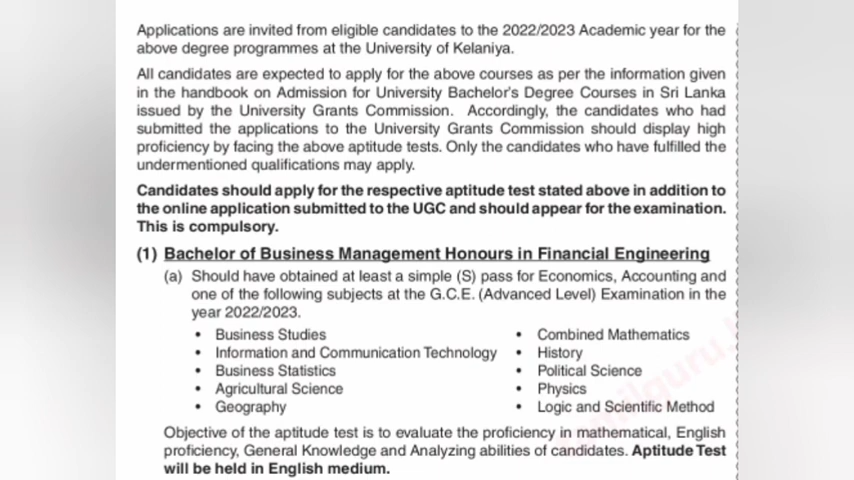 Applications are invited from eligible candidates to the 2022/2023 Academic year for the
above degree programmes at the University of Kelaniya.
All candidates are expected to apply for the above courses as per the information given
in the handbook on Admission for University Bachelor's Degree Courses in Sri Lanka
issued by the University Grants Commission. Accordingly, the candidates who had
submitted the applications to the University Grants Commission should display high
proficiency by facing the above aptitude tests. Only the candidates who have fulfilled the
undermentioned qualifications may apply.
Candidates should apply for the respective aptitude test stated above in addition to
the online application submitted to the UGC and should appear for the examination.
This is compulsory.
(1) Bachelor of Business Management Honours in Financial Engineering
(a) Should have obtained at least a simple (S) pass for Economics, Accounting and
one of the following subjects at the G.C.E. (Advanced Level) Examination in the
year 2022/2023.
• Business Studies
• Information and Communication Technology
• Business Statistics
• Agricultural Science
• Geography
• Combined Mathematics
• History
• Political Science
• Physics
• Logic and Scientific Method
Objective of the aptitude test is to evaluate the proficiency in mathematical, English
proficiency, General Knowledge and Analyzing abilities of candidates. Aptitude Test
will be held in English medium.